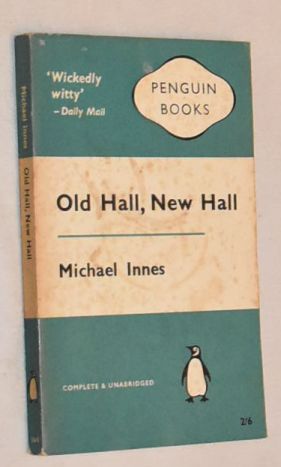 'Wickedly
witty'
– Daily Mail
PENGUIN
BOOKS
Old Hall, New Hall
Michael Innes
COMPLETE & UNABRIDGED
2/6
Michael Innes
Old Hall, New Hall